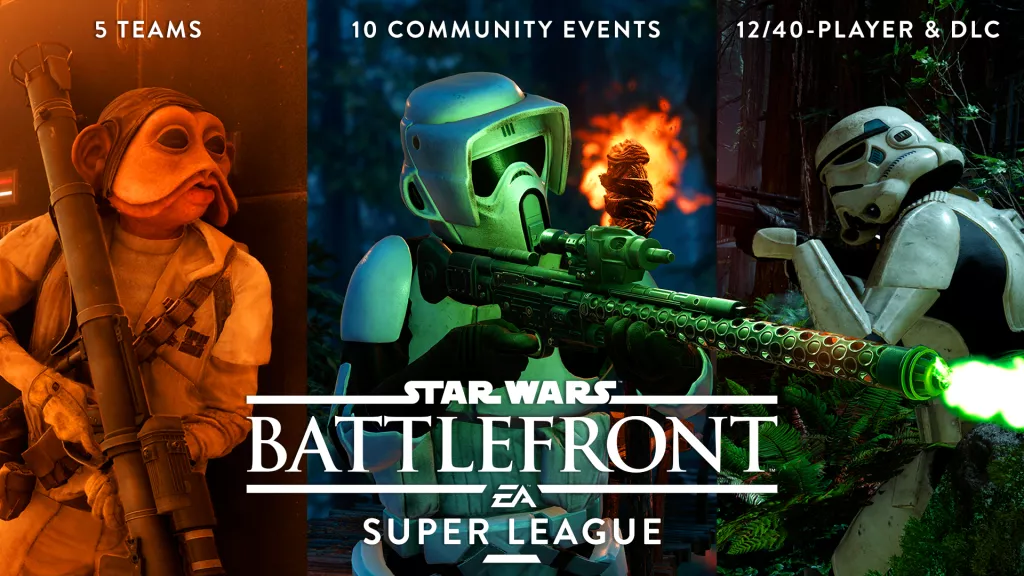 5 TEAMS
10 COMMUNITY EVENTS
12/40-PLAYER & DLC
STAR WARS
BATTLEFRONT
EA
SUPER LEAGUE